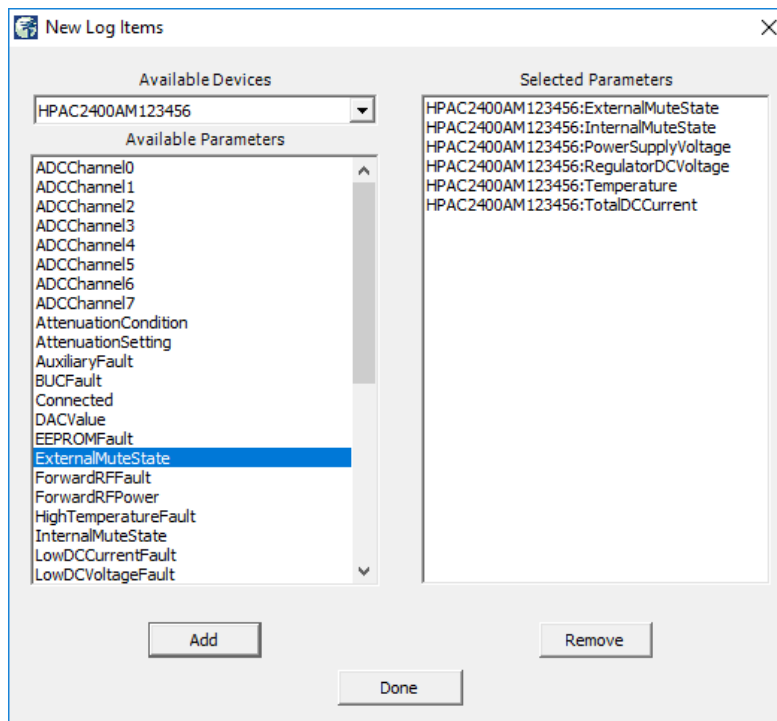 New Log Items
Available Devices
HPAC2400AM123456
Available Parameters
ADCChannel0
ADCChannel1
ADCChannel2
ADCChannel3
ADCChannel4
ADCChannel5
ADCChannel6
ADCChannel7
AttenuationCondition
AttenuationSetting
AuxiliaryFault
BUCFault
Connected
DACValue
EEPROMFault
ExternalMuteState
ForwardRFFault
ForwardRFPower
HighTemperatureFault
InternalMuteState
LowDCCurrentFault
LowDCVoltageFault
Add
Selected Parameters
HPAC2400AM123456:ExternalMuteState
HPAC2400AM123456:InternalMuteState
HPAC2400AM123456:PowerSupplyVoltage
HPAC2400AM123456:RegulatorDCVoltage
HPAC2400AM123456:Temperature
HPAC2400AM123456:TotalDCCurrent
Remove
Done